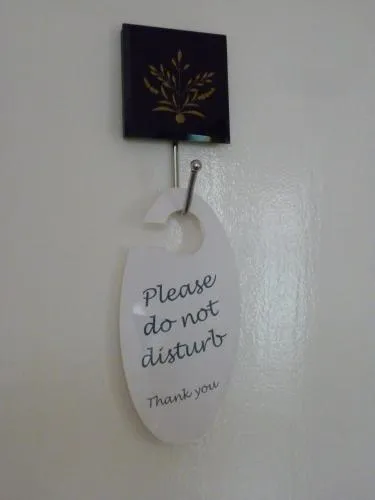 Please
do not
disturb
Thank you